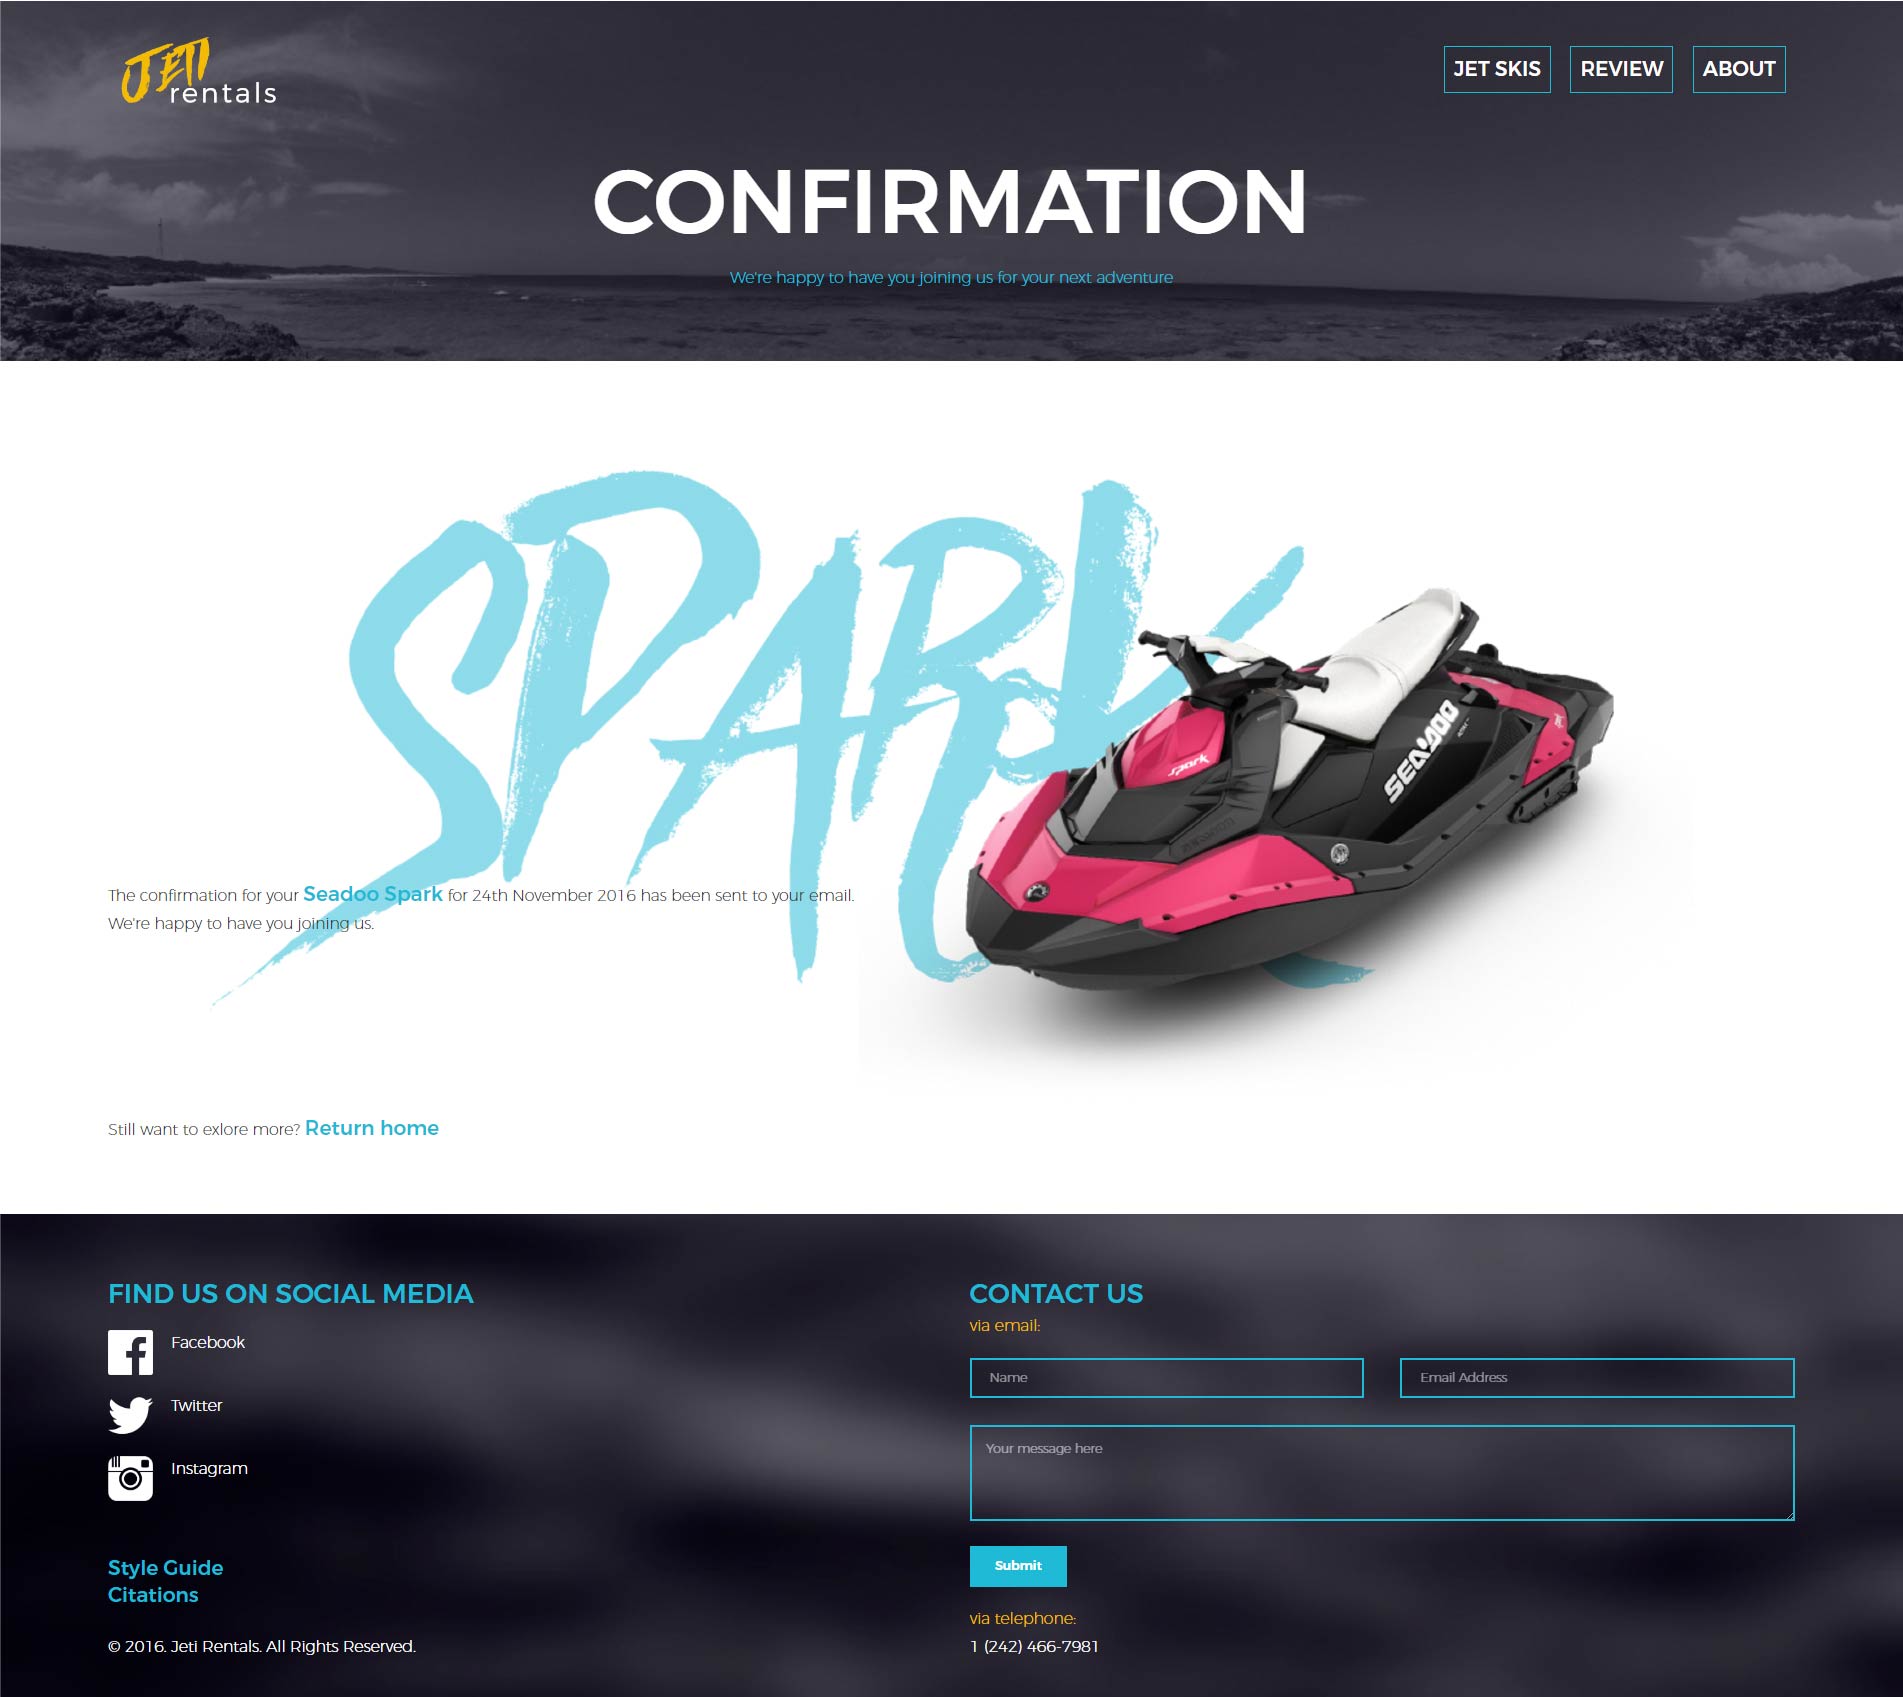 JETI
rentals
JET SKIS
REVIEW
ABOUT
CONFIRMATION
We're happy to have you joining us for your next adventure
SPARK
spark
SEADOO
The confirmation for your Seadoo Spark for 24th November 2016 has been sent to your email.
We're happy to have you joining us.
Still want to exlore more? Return home
FIND US ON SOCIAL MEDIA
Facebook
Twitter
Instagram
Style Guide
Citations
© 2016. Jeti Rentals. All Rights Reserved.
CONTACT US
via email:
Name
Email Address
Your message here
Submit
via telephone:
1 (242) 466-7981